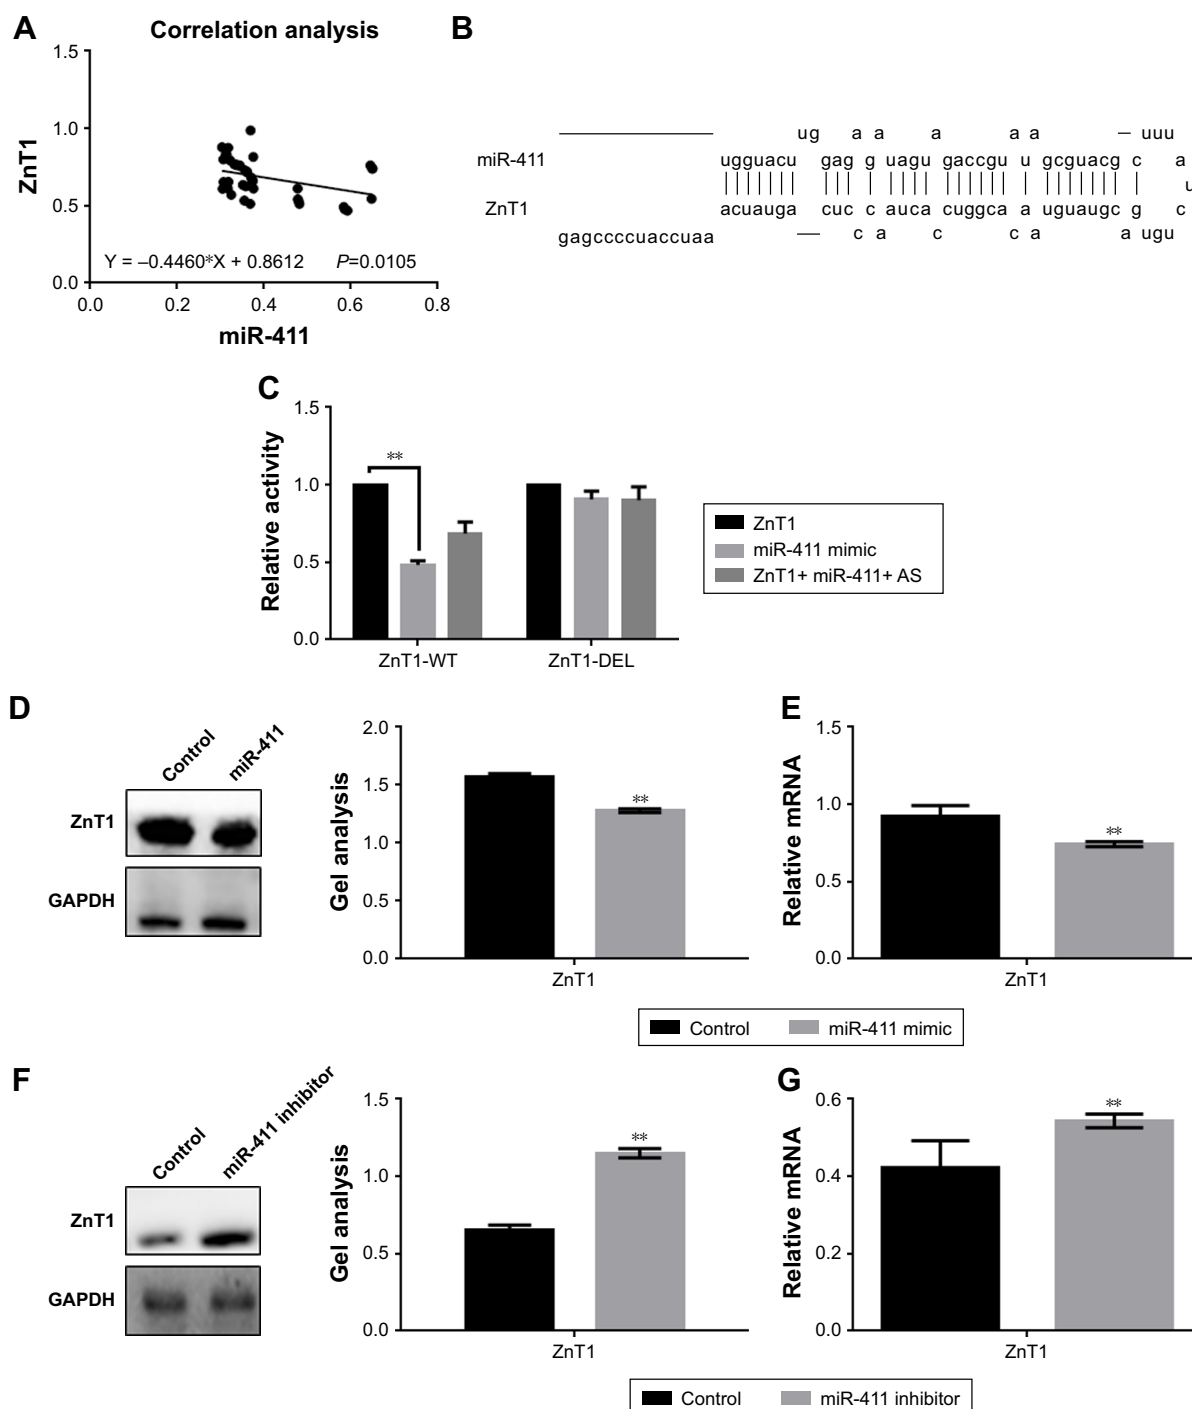 A
Correlation analysis
ZnT1
1.5
1.0
0.5
0.0
Y = –0.4460*X + 0.8612 P=0.0105
0.0 0.2 0.4 0.6 0.8
miR-411
B
ug a a a a a — uuu
miR-411 ugguacu gag g uagu gaccgu u gcguacg c a
u
ZnT1 acuauga cuc c auca cuggca a uguaugc g c
gagccccuaccuaa — c a c c a a ugu
C
Relative activity
1.5
1.0
0.5
0.0
**
ZnT1-WT ZnT1-DEL
ZnT1
miR-411 mimic
ZnT1+ miR-411+ AS
D
Control miR-411
ZnT1
GAPDH
Gel analysis
2.0
1.5
1.0
0.5
0.0
**
ZnT1
E
Relative mRNA
1.5
1.0
0.5
0.0
**
ZnT1
Control miR-411 mimic
F
Control miR-411 inhibitor
ZnT1
GAPDH
Gel analysis
1.5
1.0
0.5
0.0
**
ZnT1
G
Relative mRNA
0.6
0.4
0.2
0.0
**
ZnT1
Control miR-411 inhibitor